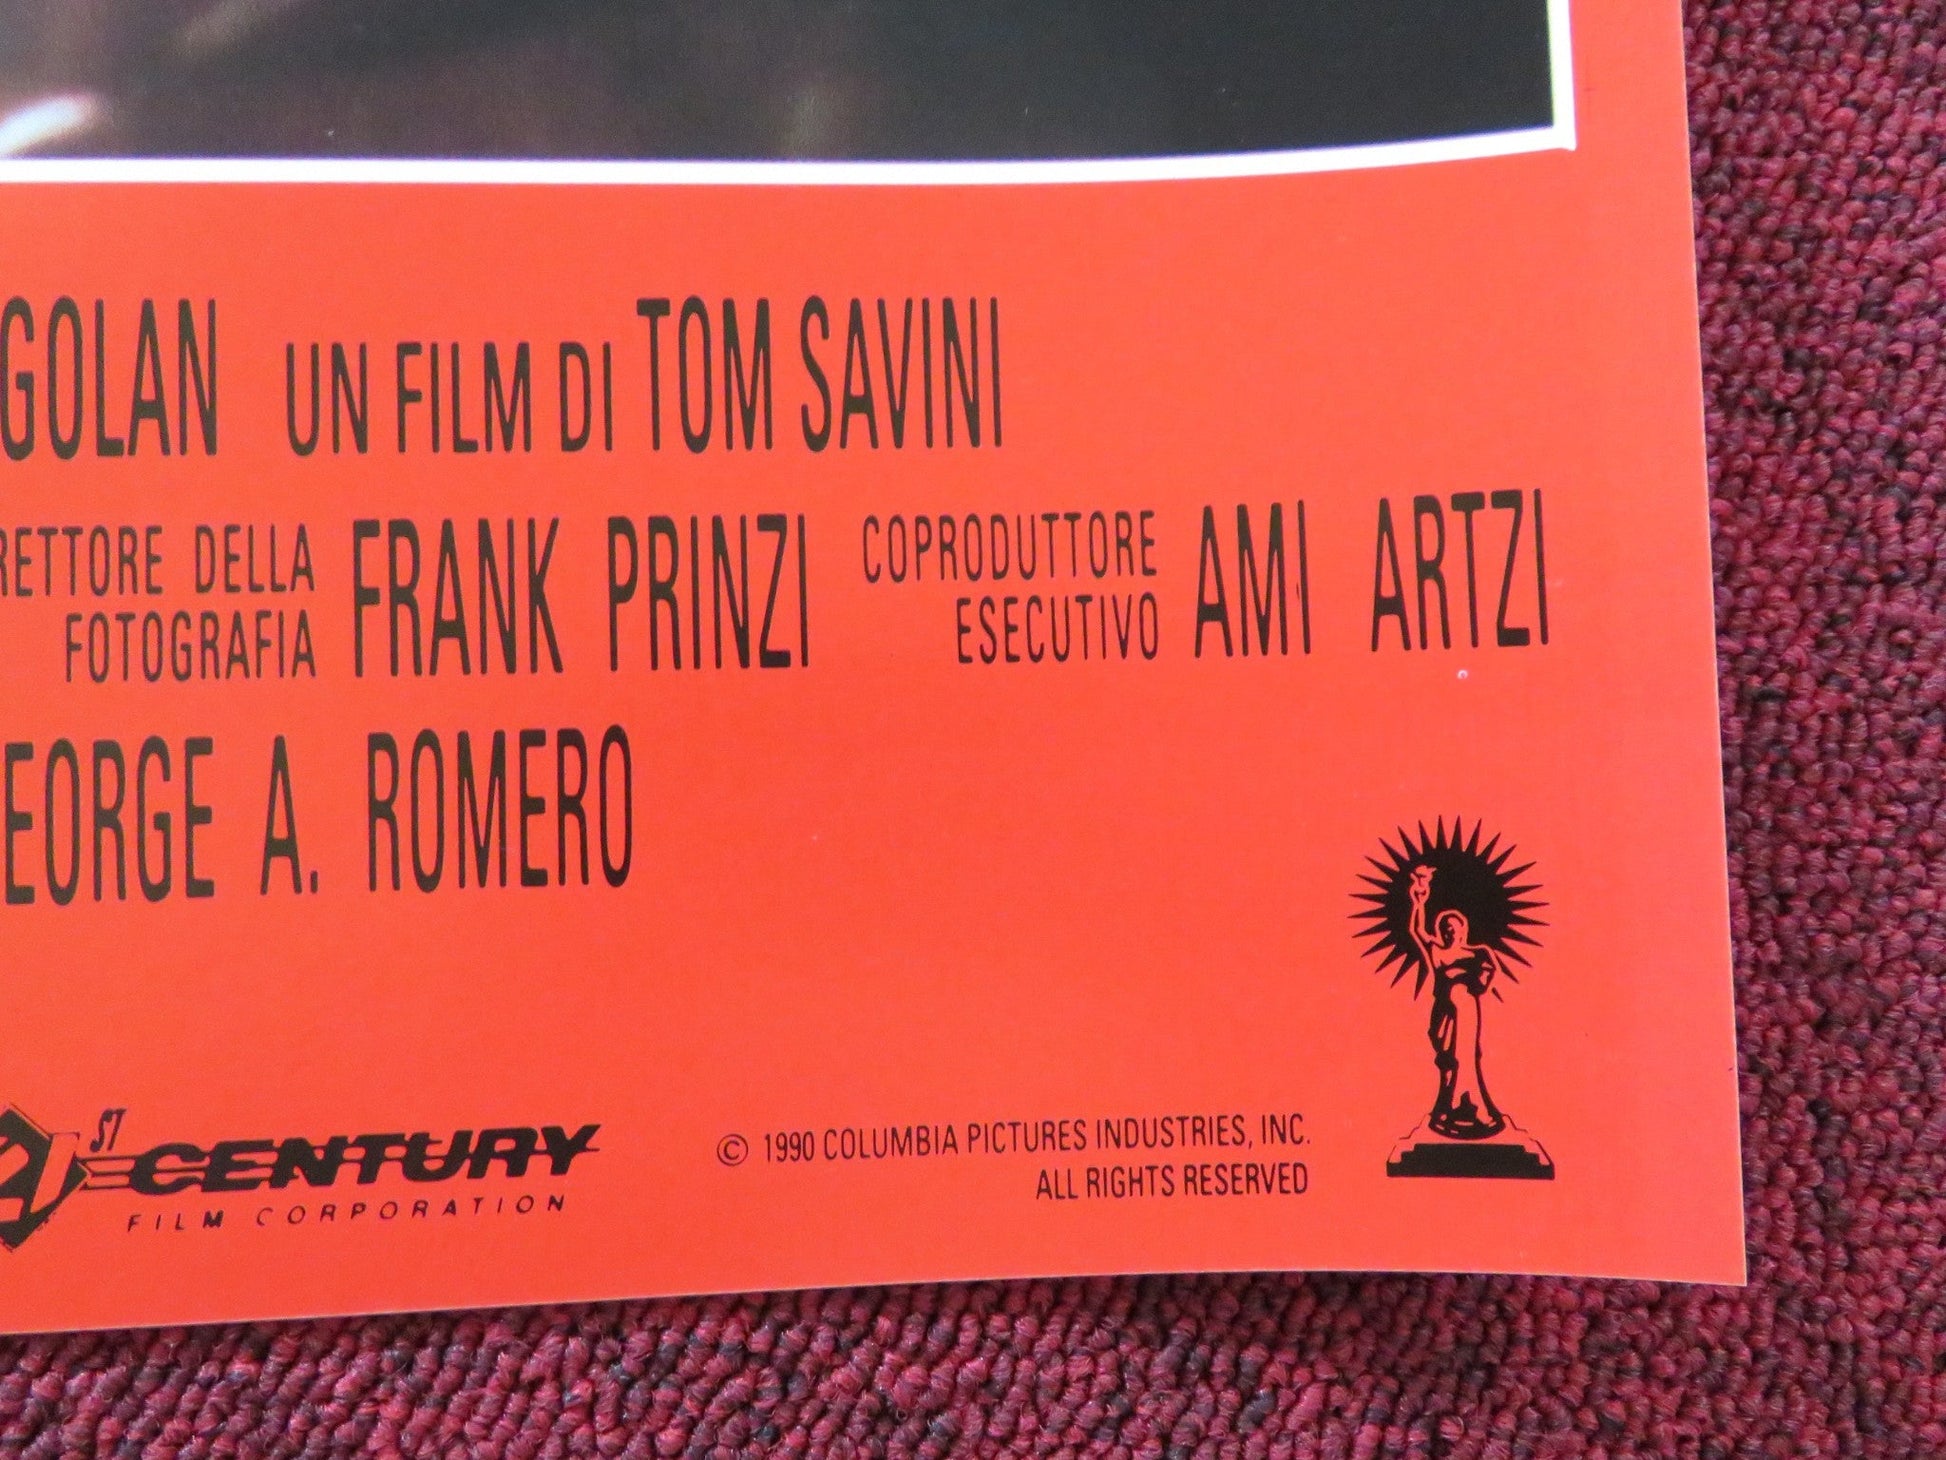 GOLAN UN FILM DI TOM SAVINI
RETTORE DELLA FOTOGRAFIA FRANK PRINZI COPRODUTTORE ESECUTIVO AMI ARTZI
EORGE A. ROMERO
21 ST CENTURY
FILM CORPORATION
© 1990 COLUMBIA PICTURES INDUSTRIES, INC.
ALL RIGHTS RESERVED